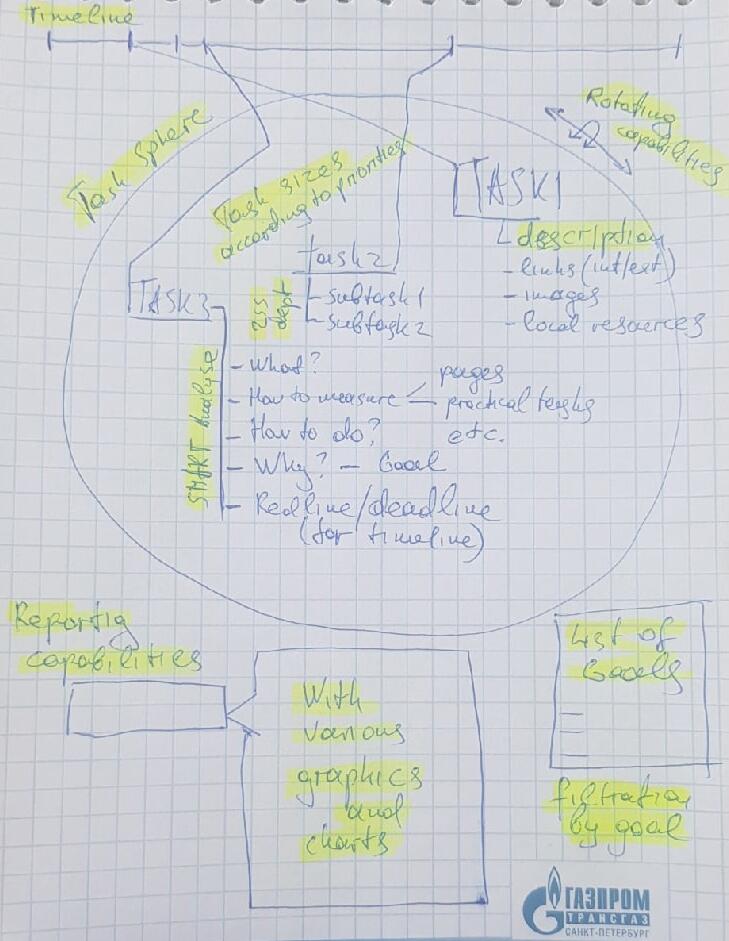 Timeline
Rotating
capabilities
Task Sphere
Task sizes
according to priorities
TASK1
description
- links (int/ext)
- images
- local resources
task2
- subtask1
- subtask2
TASK3
SMART Analyse
- What?
- How to measure
pages
practical tasks
etc.
- How to do?
- Why? - Goal
- Redline/deadline
(for timeline)
Reportig
capabilities
With
various
graphics
and
charts
List of
Goals
filtration
by goal
ГАЗПРОМ
ТРАНСГАЗ
САНКТ-ПЕТЕРБУРГ